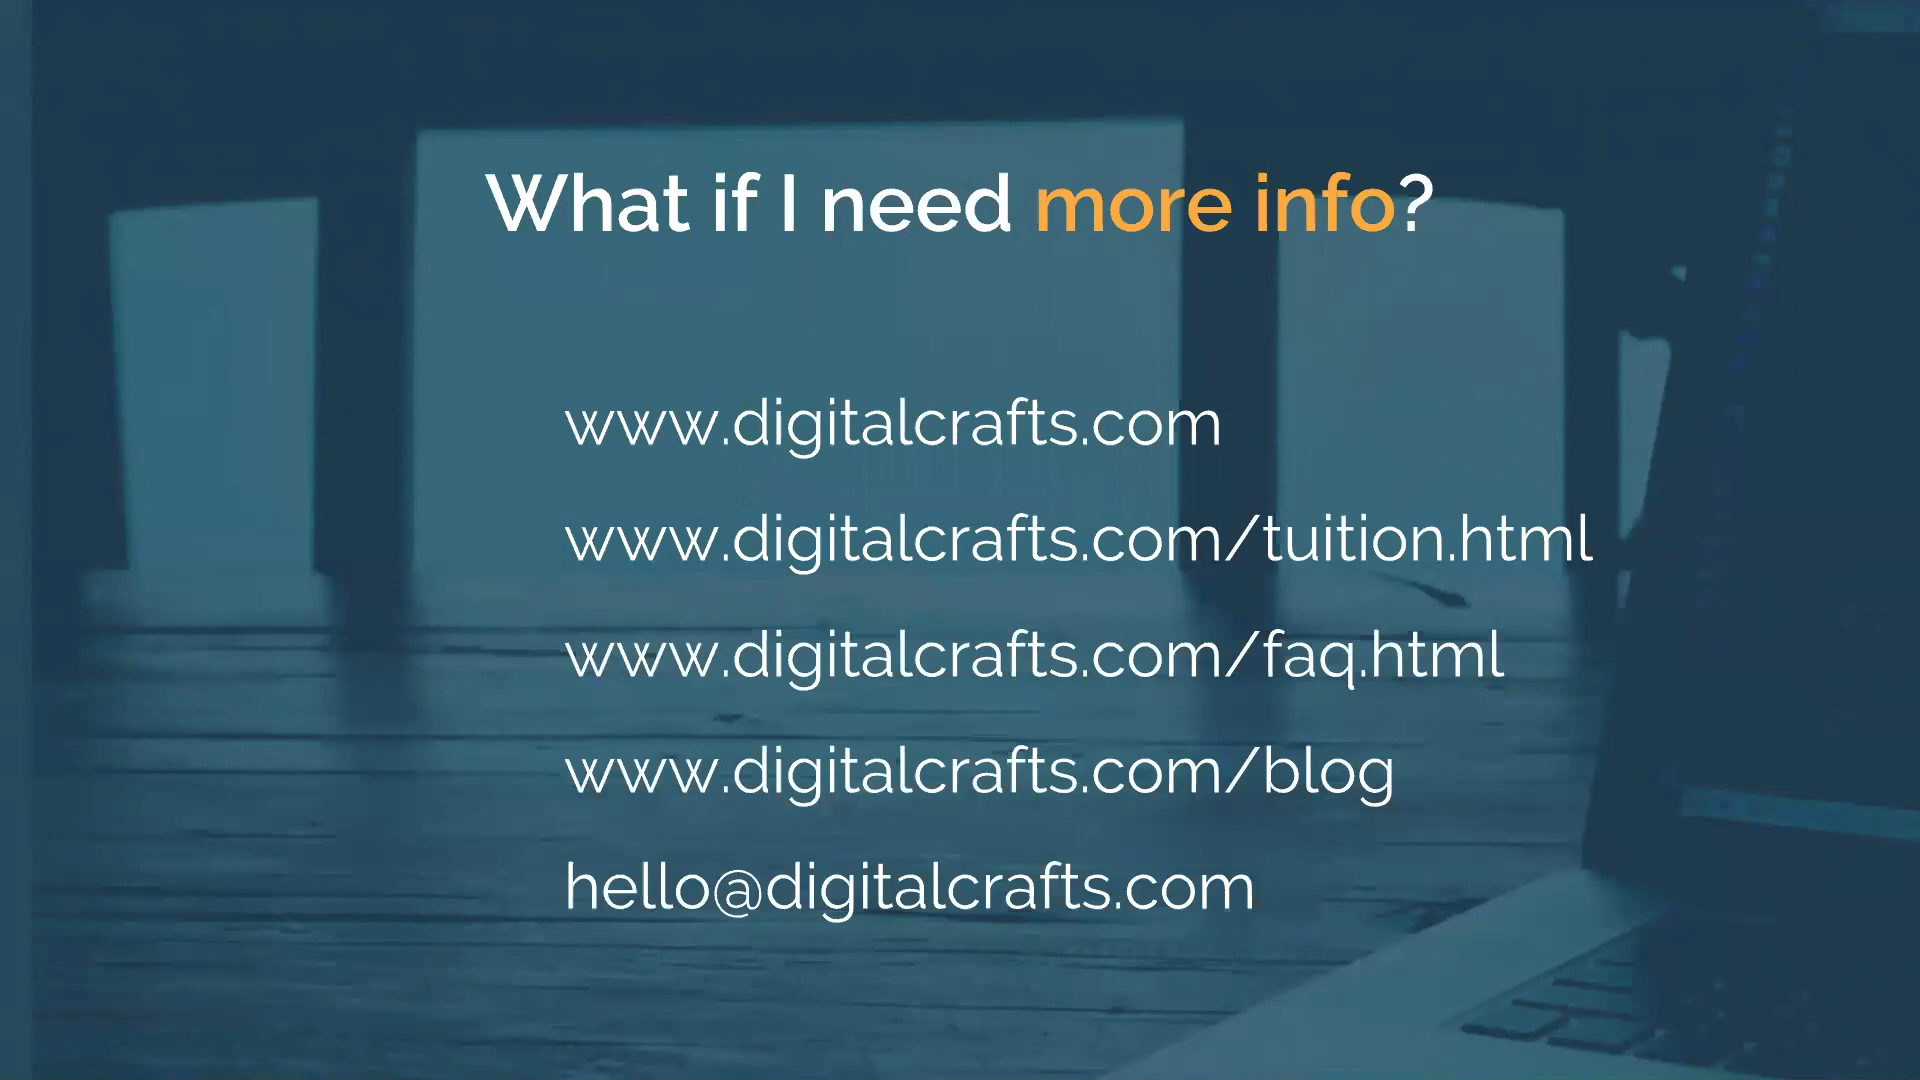 What if I need more info?
www.digitalcrafts.com
www.digitalcrafts.com/tuition.html
www.digitalcrafts.com/faq.html
www.digitalcrafts.com/blog
hello@digitalcrafts.com